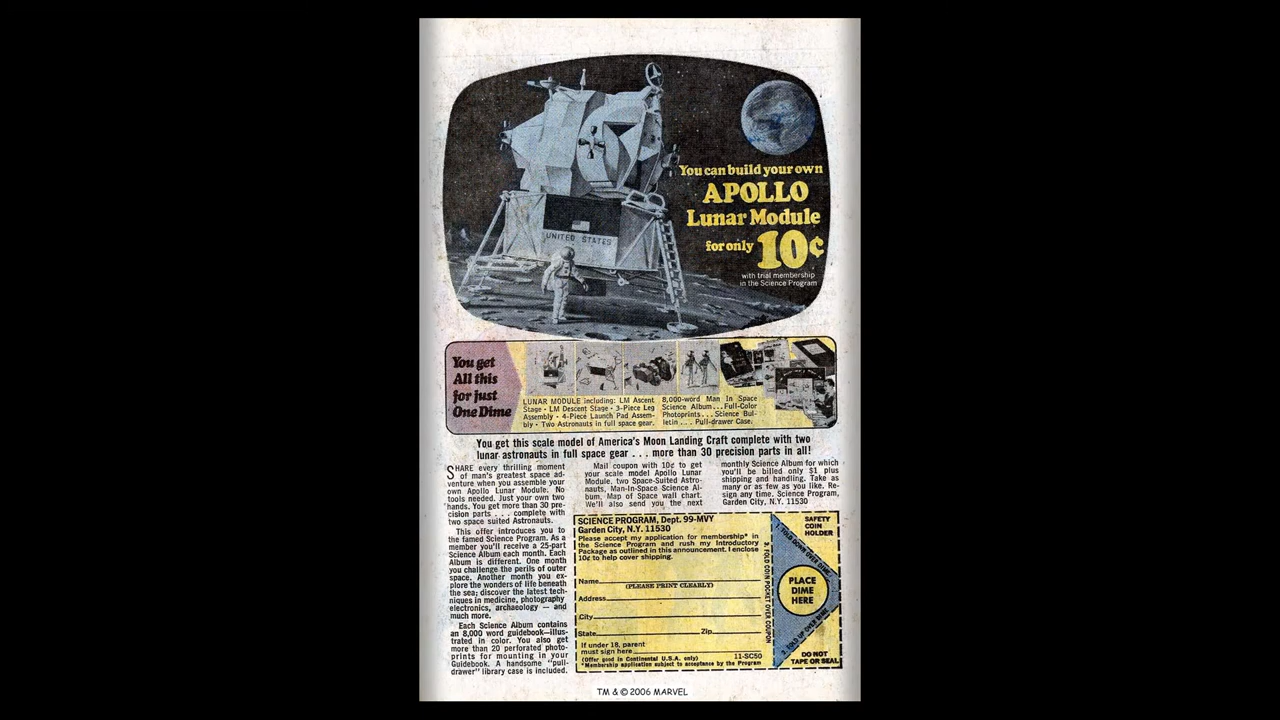 You can build your own
APOLLO
Lunar Module
for only 10¢
with trial membership
in the Science Program
UNITED STATES
You get
All this
for just
One Dime
LUNAR MODULE including: LM Ascent
Stage • LM Descent Stage • 3-Piece Leg
Assembly • 4-Piece Launch Pad Assem-
bly • Two Astronauts in full space gear.
8,000-word Man In Space
Science Album...Full-Color
Photoprints...Science Bul-
letin... Pull-drawer Case.
You get this scale model of America's Moon Landing Craft complete with two
lunar astronauts in full space gear . . . more than 30 precision parts in all!
SHARE every thrilling moment
of man's greatest space ad-
venture when you assemble your
own Apollo Lunar Module. No
tools needed. Just your own two
hands. You get more than 30 pre-
cision parts . . . complete with
two space suited Astronauts.
This offer introduces you to
the famed Science Program. As a
member you'll receive a 25-part
Science Album each month. Each
Album is different. One month
you challenge the perils of outer
space. Another month you ex-
plore the wonders of life beneath
the sea; discover the latest tech-
niques in medicine, photography
electronics, archaeology — and
much more.
Each Science Album contains
an 8,000 word guidebook—illus-
trated in color. You also get
more than 20 perforated photo-
prints for mounting in your
Guidebook. A handsome "pull-
drawer" library case is included.
Mail coupon with 10¢ to get
your scale model Apollo Lunar
Module, two Space-Suited Astro-
nauts, Man-In-Space Science Al-
bum, Map of Space wall chart.
We'll also send you the next
monthly Science Album for which
you'll be billed only $1 plus
shipping and handling. Take as
many or as few as you like. Re-
sign any time. Science Program,
Garden City, N.Y. 11530
SCIENCE PROGRAM, Dept. 99-MVY
Garden City, N.Y. 11530
Please accept my application for membership* in
the Science Program and rush my Introductory
Package as outlined in this announcement. I enclose
10¢ to help cover shipping.
Name
(PLEASE PRINT CLEARLY)
Address
City
State Zip
If under 18, parent
must sign here
(Offer good in Continental U.S.A. only) 11-SC50
*Membership application subject to acceptance by the Program
3. FOLD COIN POCKET OVER COUPON
SAFETY
COIN
HOLDER
FOLD DOWN OVER DIME
PLACE
DIME
HERE
2 FOLD UP OVER DIME
DO NOT
TAPE OR SEAL
TM & © 2006 MARVEL